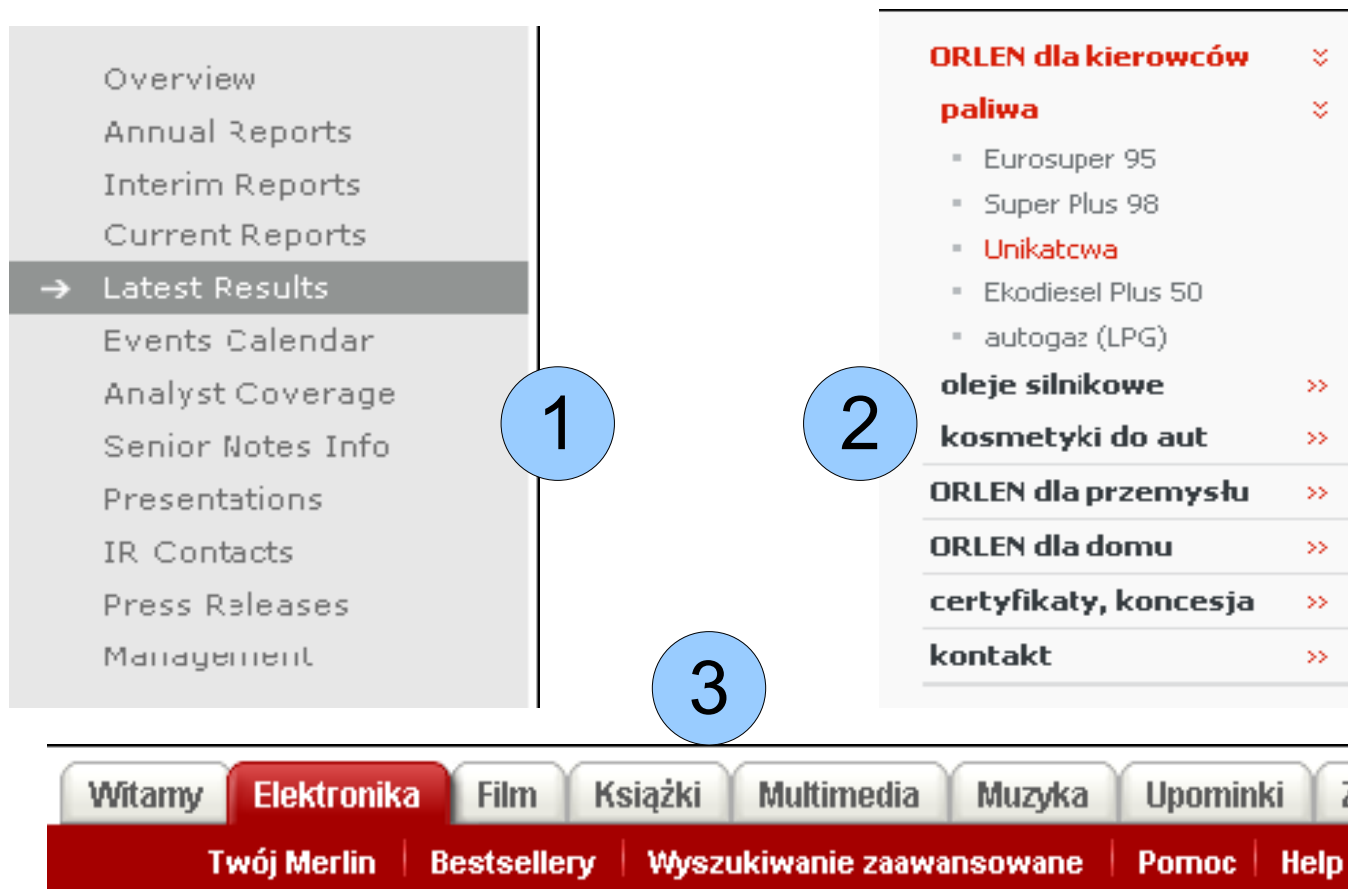 Overview
Annual Reports
Interim Reports
Current Reports
→ Latest Results
Events Calendar
Analyst Coverage
Senior Notes Info
Presentations
IR Contacts
Press Releases
Management
1
ORLEN dla kierowców
paliwa
Eurosuper 95
Super Plus 98
Unikatowa
Ekodiesel Plus 50
autogaz (LPG)
oleje silnikowe >>
kosmetyki do aut >>
ORLEN dla przemysłu >>
ORLEN dla domu >>
certyfikaty, koncesja >>
kontakt >>
2
3
Witamy Elektronika Film Książki Multimedia Muzyka Upominki
Twój Merlin | Bestsellery | Wyszukiwanie zaawansowane | Pomoc | Help